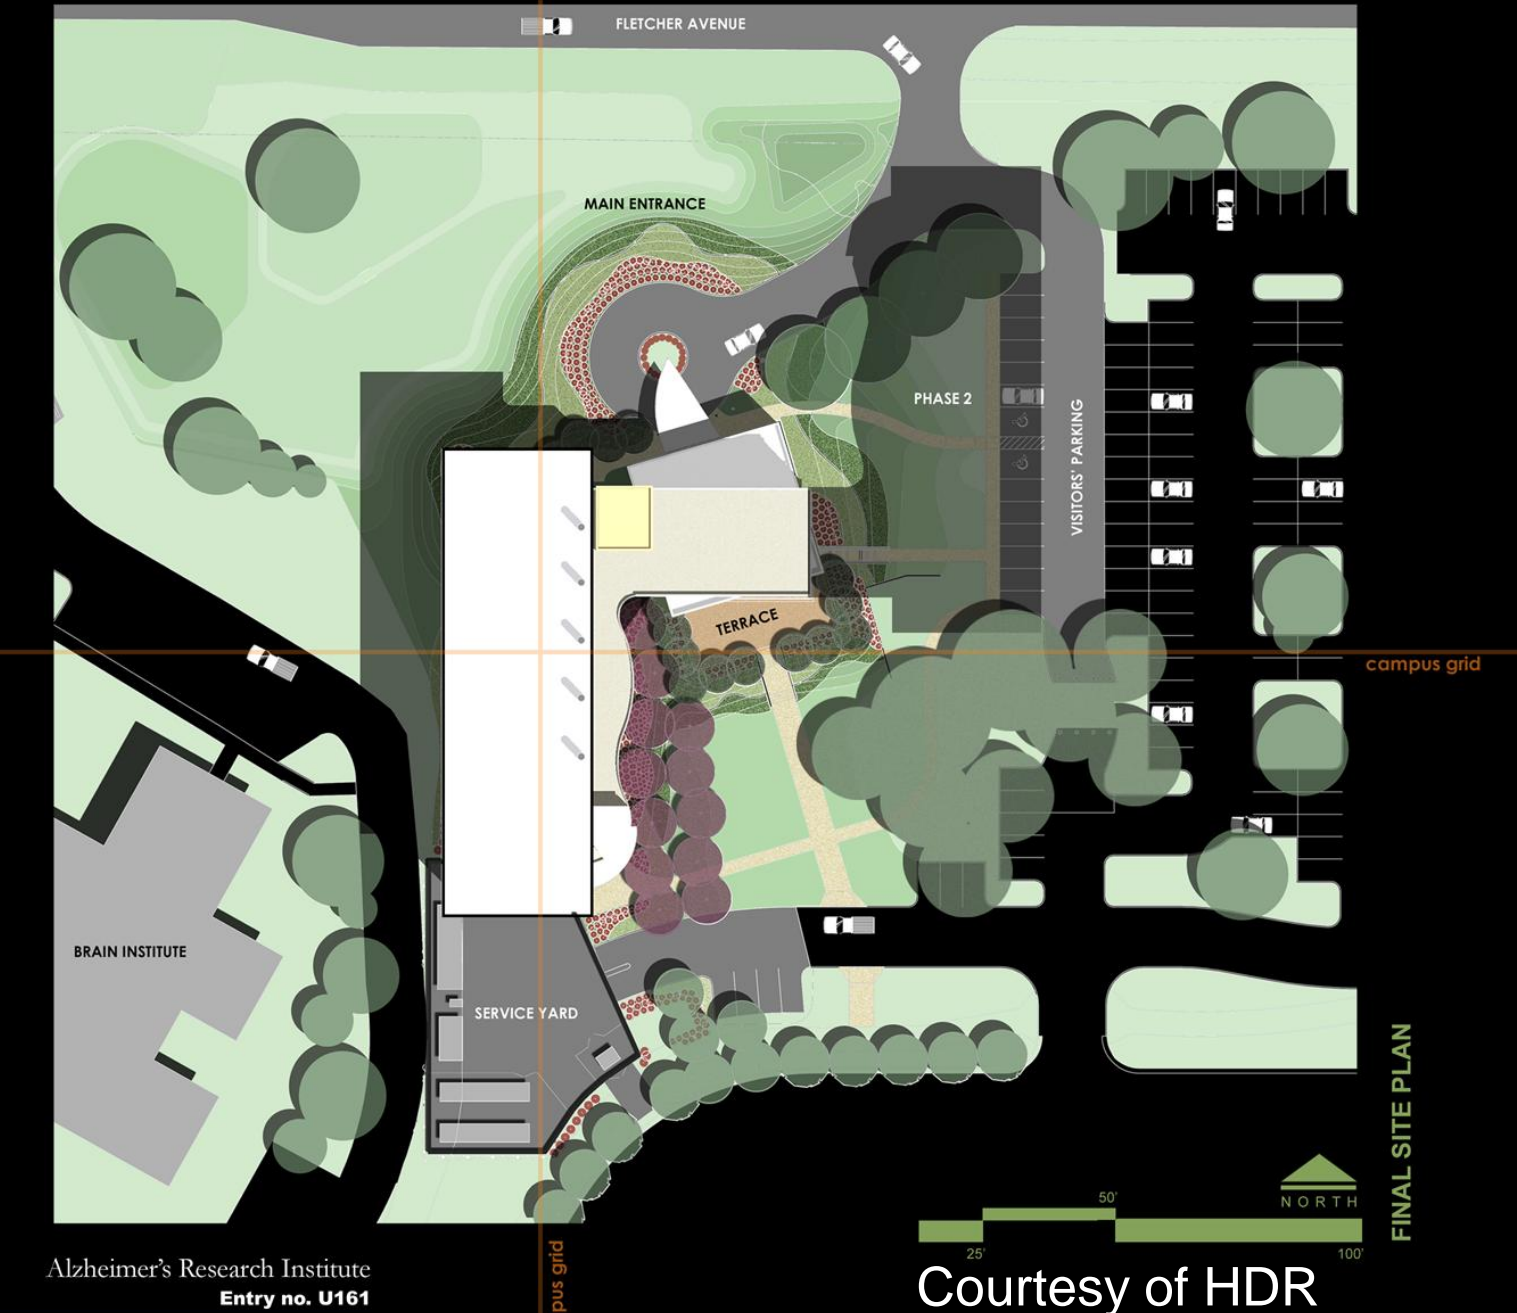 FLETCHER AVENUE
MAIN ENTRANCE
PHASE 2
VISITORS' PARKING
TERRACE
campus grid
BRAIN INSTITUTE
SERVICE YARD
FINAL SITE PLAN
NORTH
50'
25'
100'
pus grid
Alzheimer's Research Institute
Entry no. U161
Courtesy of HDR